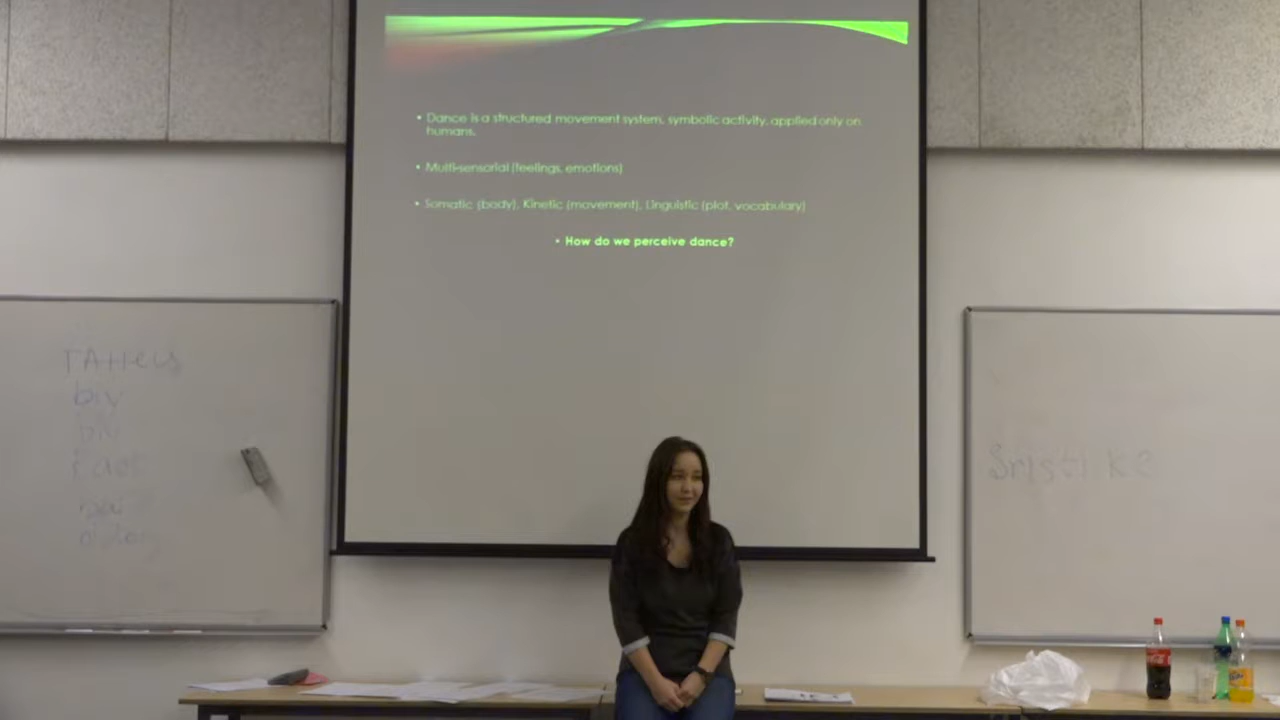 • Dance is a structured movement system, symbolic activity, applied only on
humans.
• Multi-sensorial (feelings, emotions)
• Somatic (body), Kinetic (movement), Linguistic (plot, vocabulary)
• How do we perceive dance?
biy